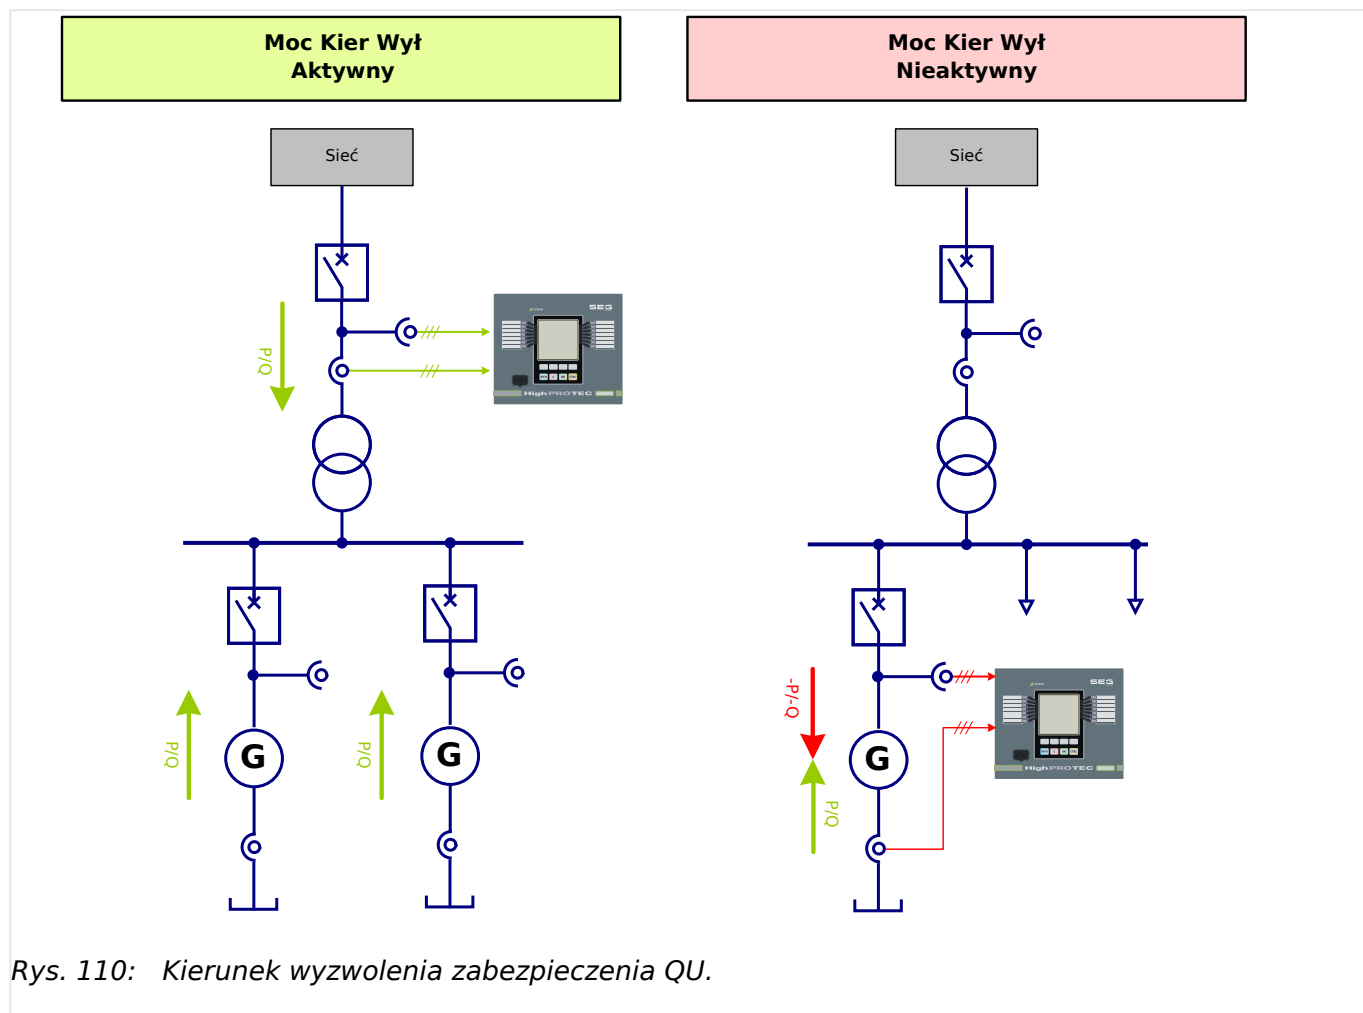 Moc Kier Wył
Aktywny
Moc Kier Wył
Nieaktywny
Sieć
Sieć
P/Q
SEG
HighPROTEC
P/Q
G
P/Q
G
-P/-Q
P/Q
G
SEG
HighPROTEC
Rys. 110: Kierunek wyzwolenia zabezpieczenia QU.